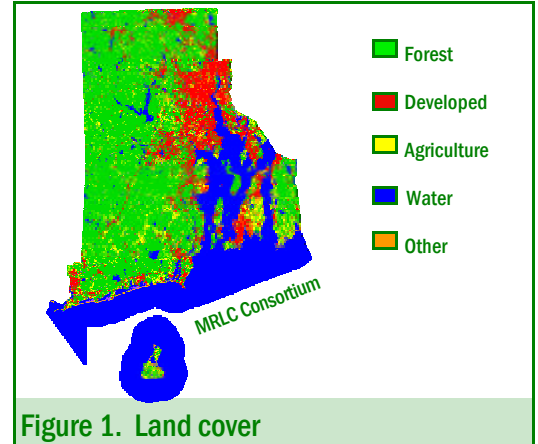 Forest
Developed
Agriculture
Water
Other
MRLC Consortium
Figure 1. Land cover